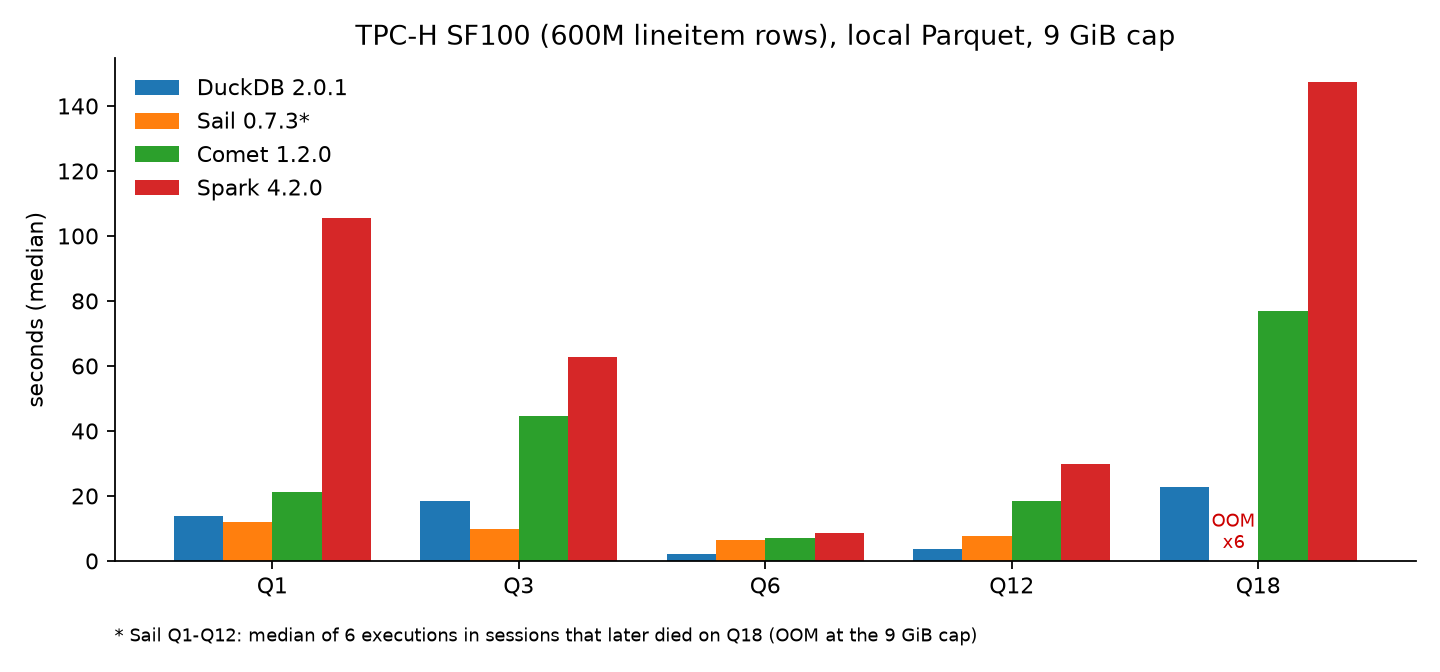 TPC-H SF100 (600M lineitem rows), local Parquet, 9 GiB cap
DuckDB 2.0.1
Sail 0.7.3*
Comet 1.2.0
Spark 4.2.0
seconds (median)
140
120
100
80
60
40
20
0
OOM
x6
Q1 Q3 Q6 Q12 Q18
* Sail Q1-Q12: median of 6 executions in sessions that later died on Q18 (OOM at the 9 GiB cap)